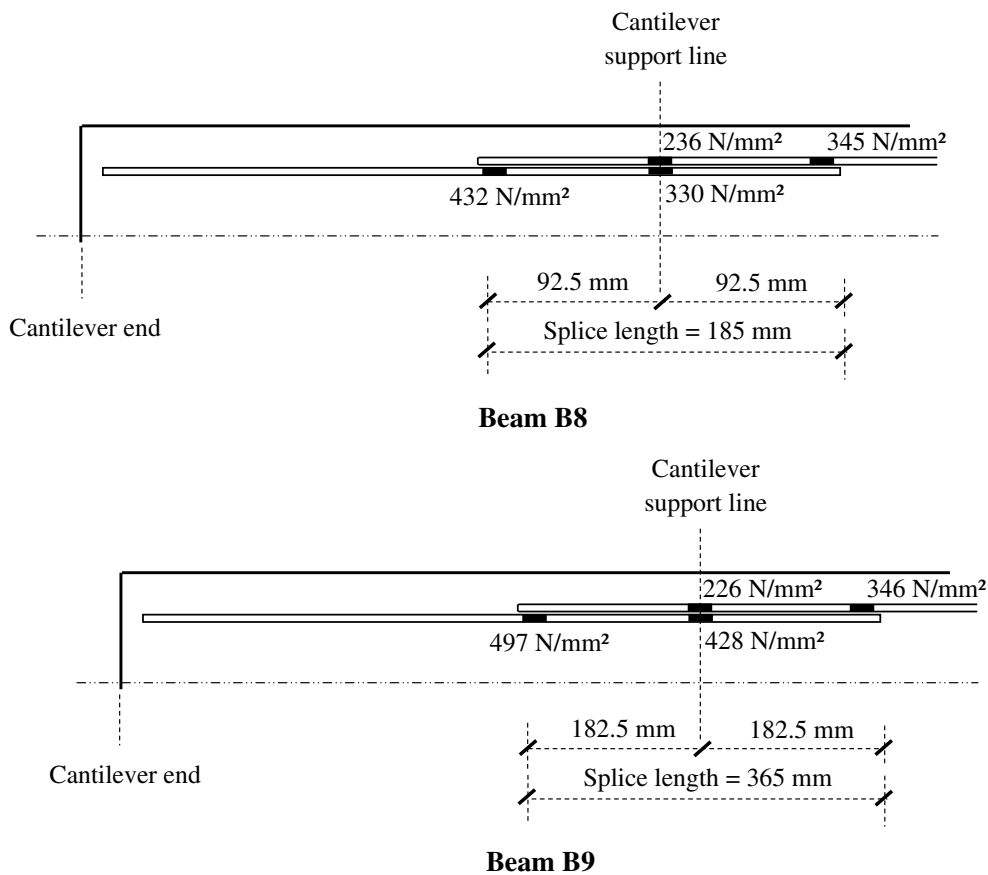 Cantilever
support line
236 N/mm² 345 N/mm²
432 N/mm² 330 N/mm²
92.5 mm 92.5 mm
Cantilever end
Splice length = 185 mm
Beam B8
Cantilever
support line
226 N/mm² 346 N/mm²
497 N/mm² 428 N/mm²
182.5 mm 182.5 mm
Cantilever end
Splice length = 365 mm
Beam B9